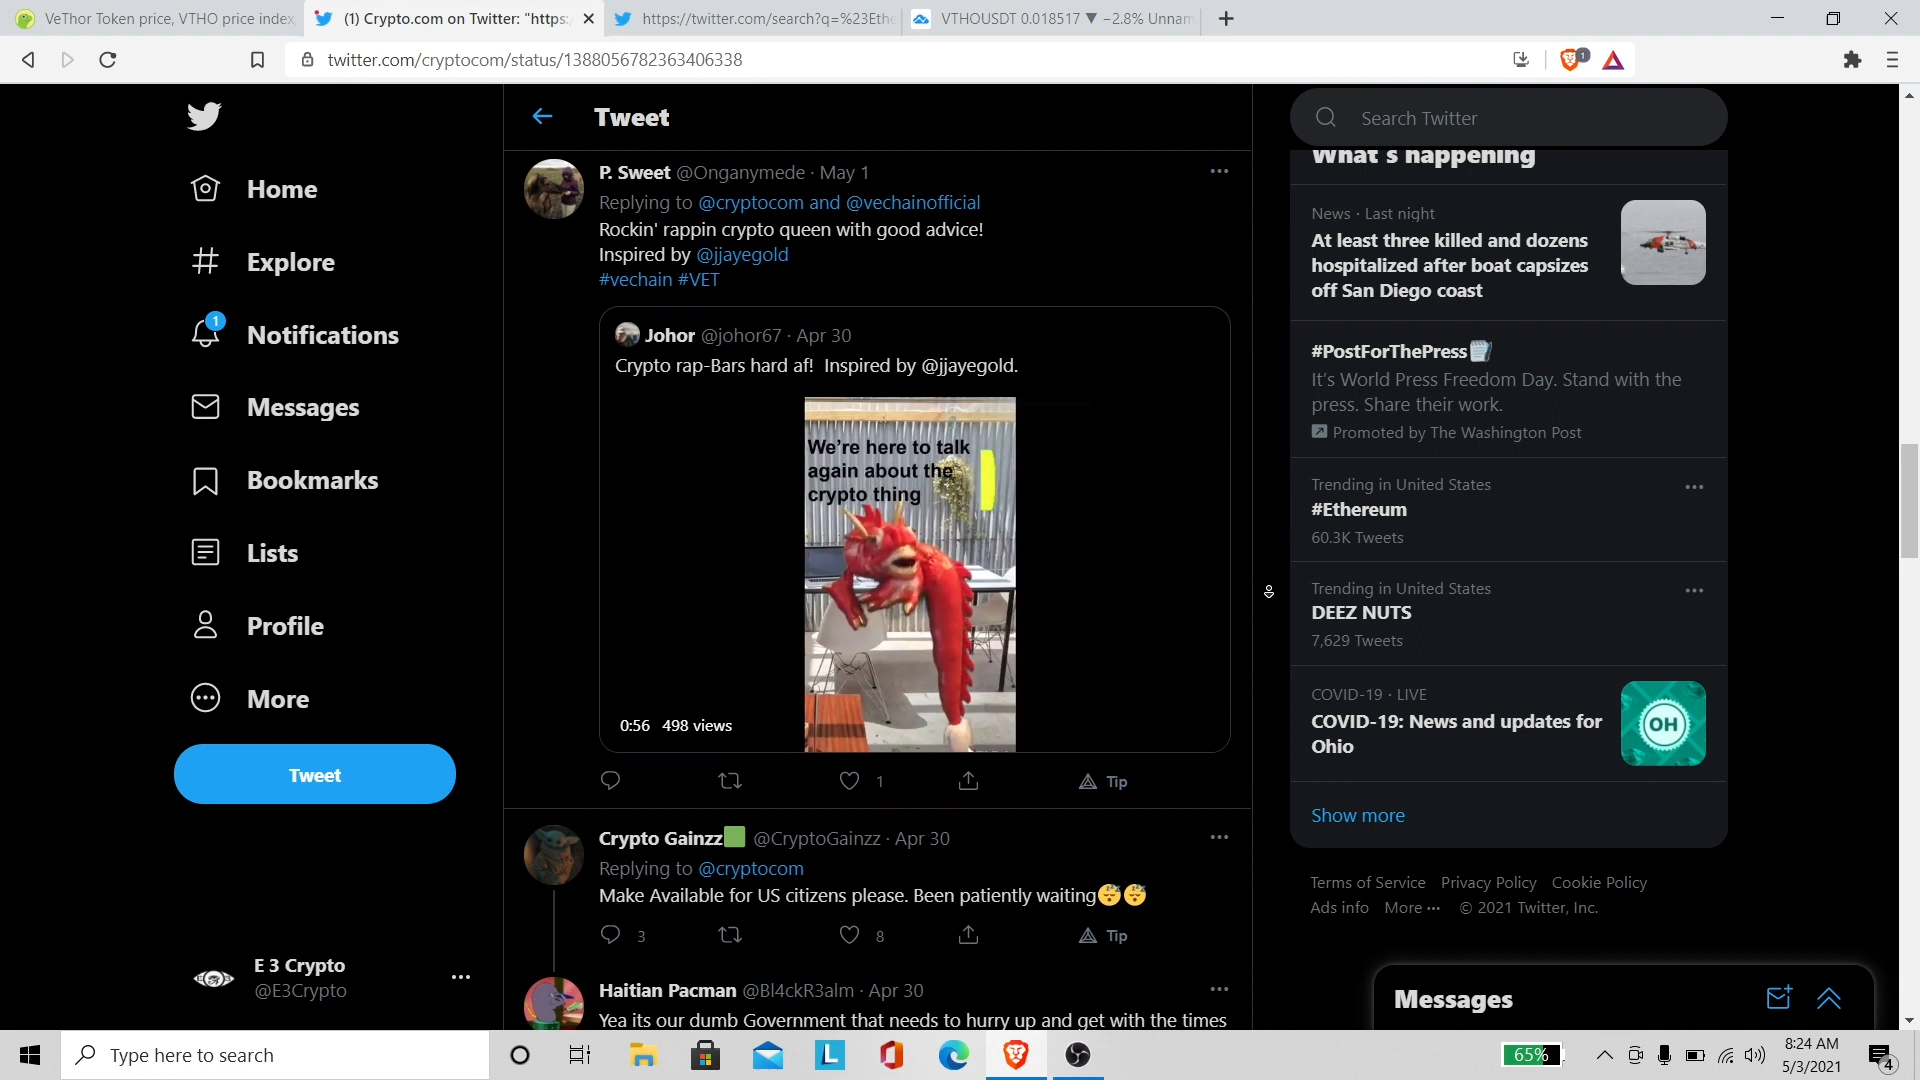 VeThor Token price, VTHO price index,
(1) Crypto.com on Twitter: "https:
https://twitter.com/search?q=%23Ethe
VTHOUSDT 0.018517 ▼ −2.8% Unnam
twitter.com/cryptocom/status/1388056782363406338
1
Home
Explore
1
Notifications
Messages
Bookmarks
Lists
Profile
More
Tweet
E 3 Crypto
@E3Crypto
Tweet
P. Sweet @Onganymede · May 1
Replying to @cryptocom and @vechainofficial
Rockin' rappin crypto queen with good advice!
Inspired by @jjayegold
#vechain #VET
Johor @johor67 · Apr 30
Crypto rap-Bars hard af! Inspired by @jjayegold.
We're here to talk
again about the
crypto thing
0:56 498 views
1
Tip
Crypto Gainzz🟩 @CryptoGainzz · Apr 30
Replying to @cryptocom
Make Available for US citizens please. Been patiently waiting😴😴
3
8
Tip
Haitian Pacman @Bl4ckR3alm · Apr 30
Yea its our dumb Government that needs to hurry up and get with the times
Search Twitter
What's happening
News · Last night
At least three killed and dozens
hospitalized after boat capsizes
off San Diego coast
#PostForThePress
It's World Press Freedom Day. Stand with the
press. Share their work.
Promoted by The Washington Post
Trending in United States
#Ethereum
60.3K Tweets
Trending in United States
DEEZ NUTS
7,629 Tweets
COVID-19 · LIVE
COVID-19: News and updates for
Ohio
OH
Show more
Terms of Service Privacy Policy Cookie Policy
Ads info More ··· © 2021 Twitter, Inc.
Messages
Type here to search
L
65%
8:24 AM
5/3/2021
4